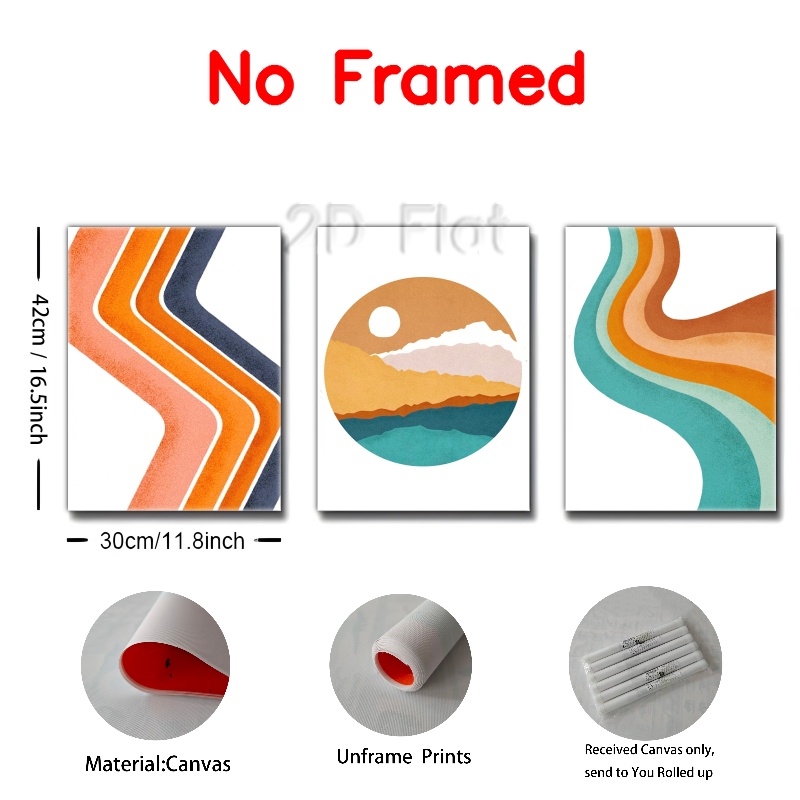 No Framed
2D Flat
42cm / 16.5inch
30cm/11.8inch
Material:Canvas
Unframe Prints
Received Canvas only,
send to You Rolled up